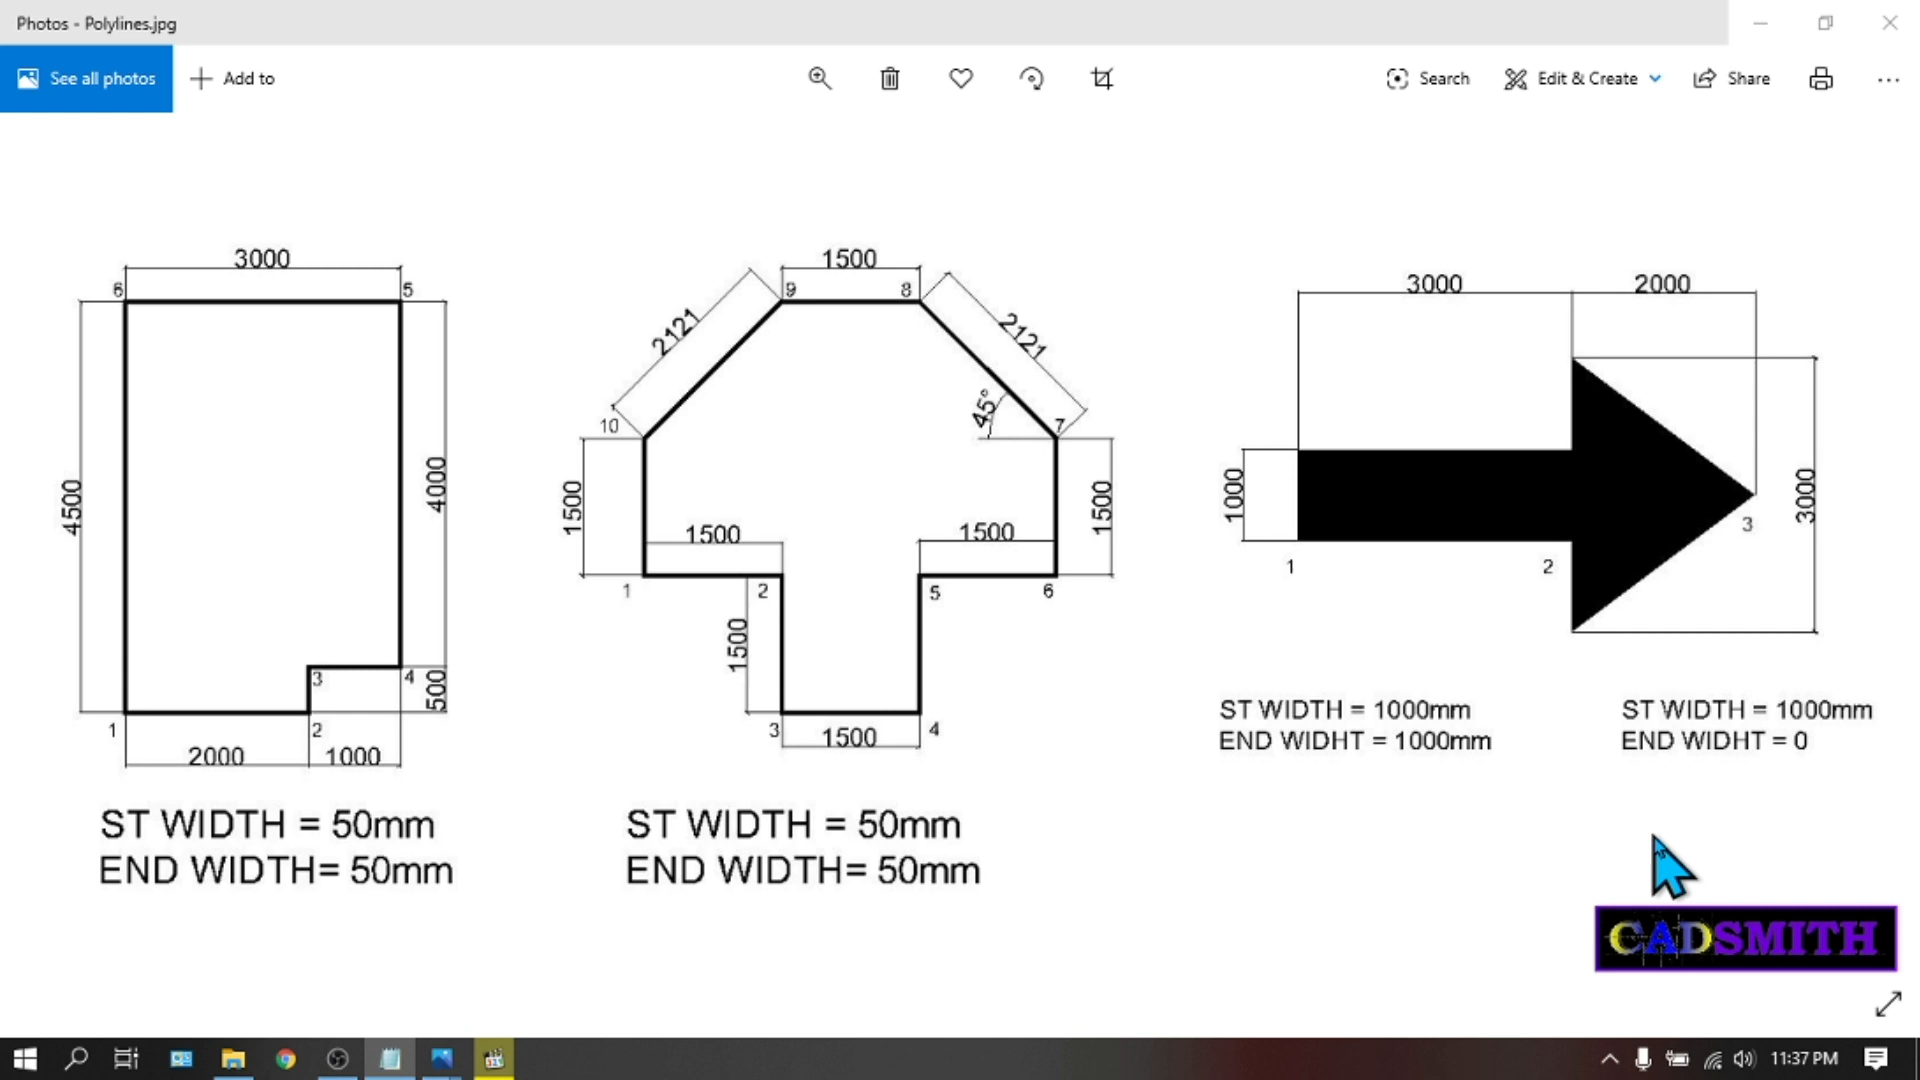 Photos - Polylines.jpg
See all photos
Add to
Search
Edit & Create
Share
3000
6
5
4500
4000
3
4
500
1
2
2000
1000
ST WIDTH = 50mm
END WIDTH= 50mm
1500
9
8
2121
2121
45°
10
7
1500
1500
1500
1500
1
2
5
6
1500
3
4
1500
ST WIDTH = 50mm
END WIDTH= 50mm
3000
2000
1000
3000
3
1
2
ST WIDTH = 1000mm
END WIDHT = 1000mm
ST WIDTH = 1000mm
END WIDHT = 0
CADSMITH
11:37 PM